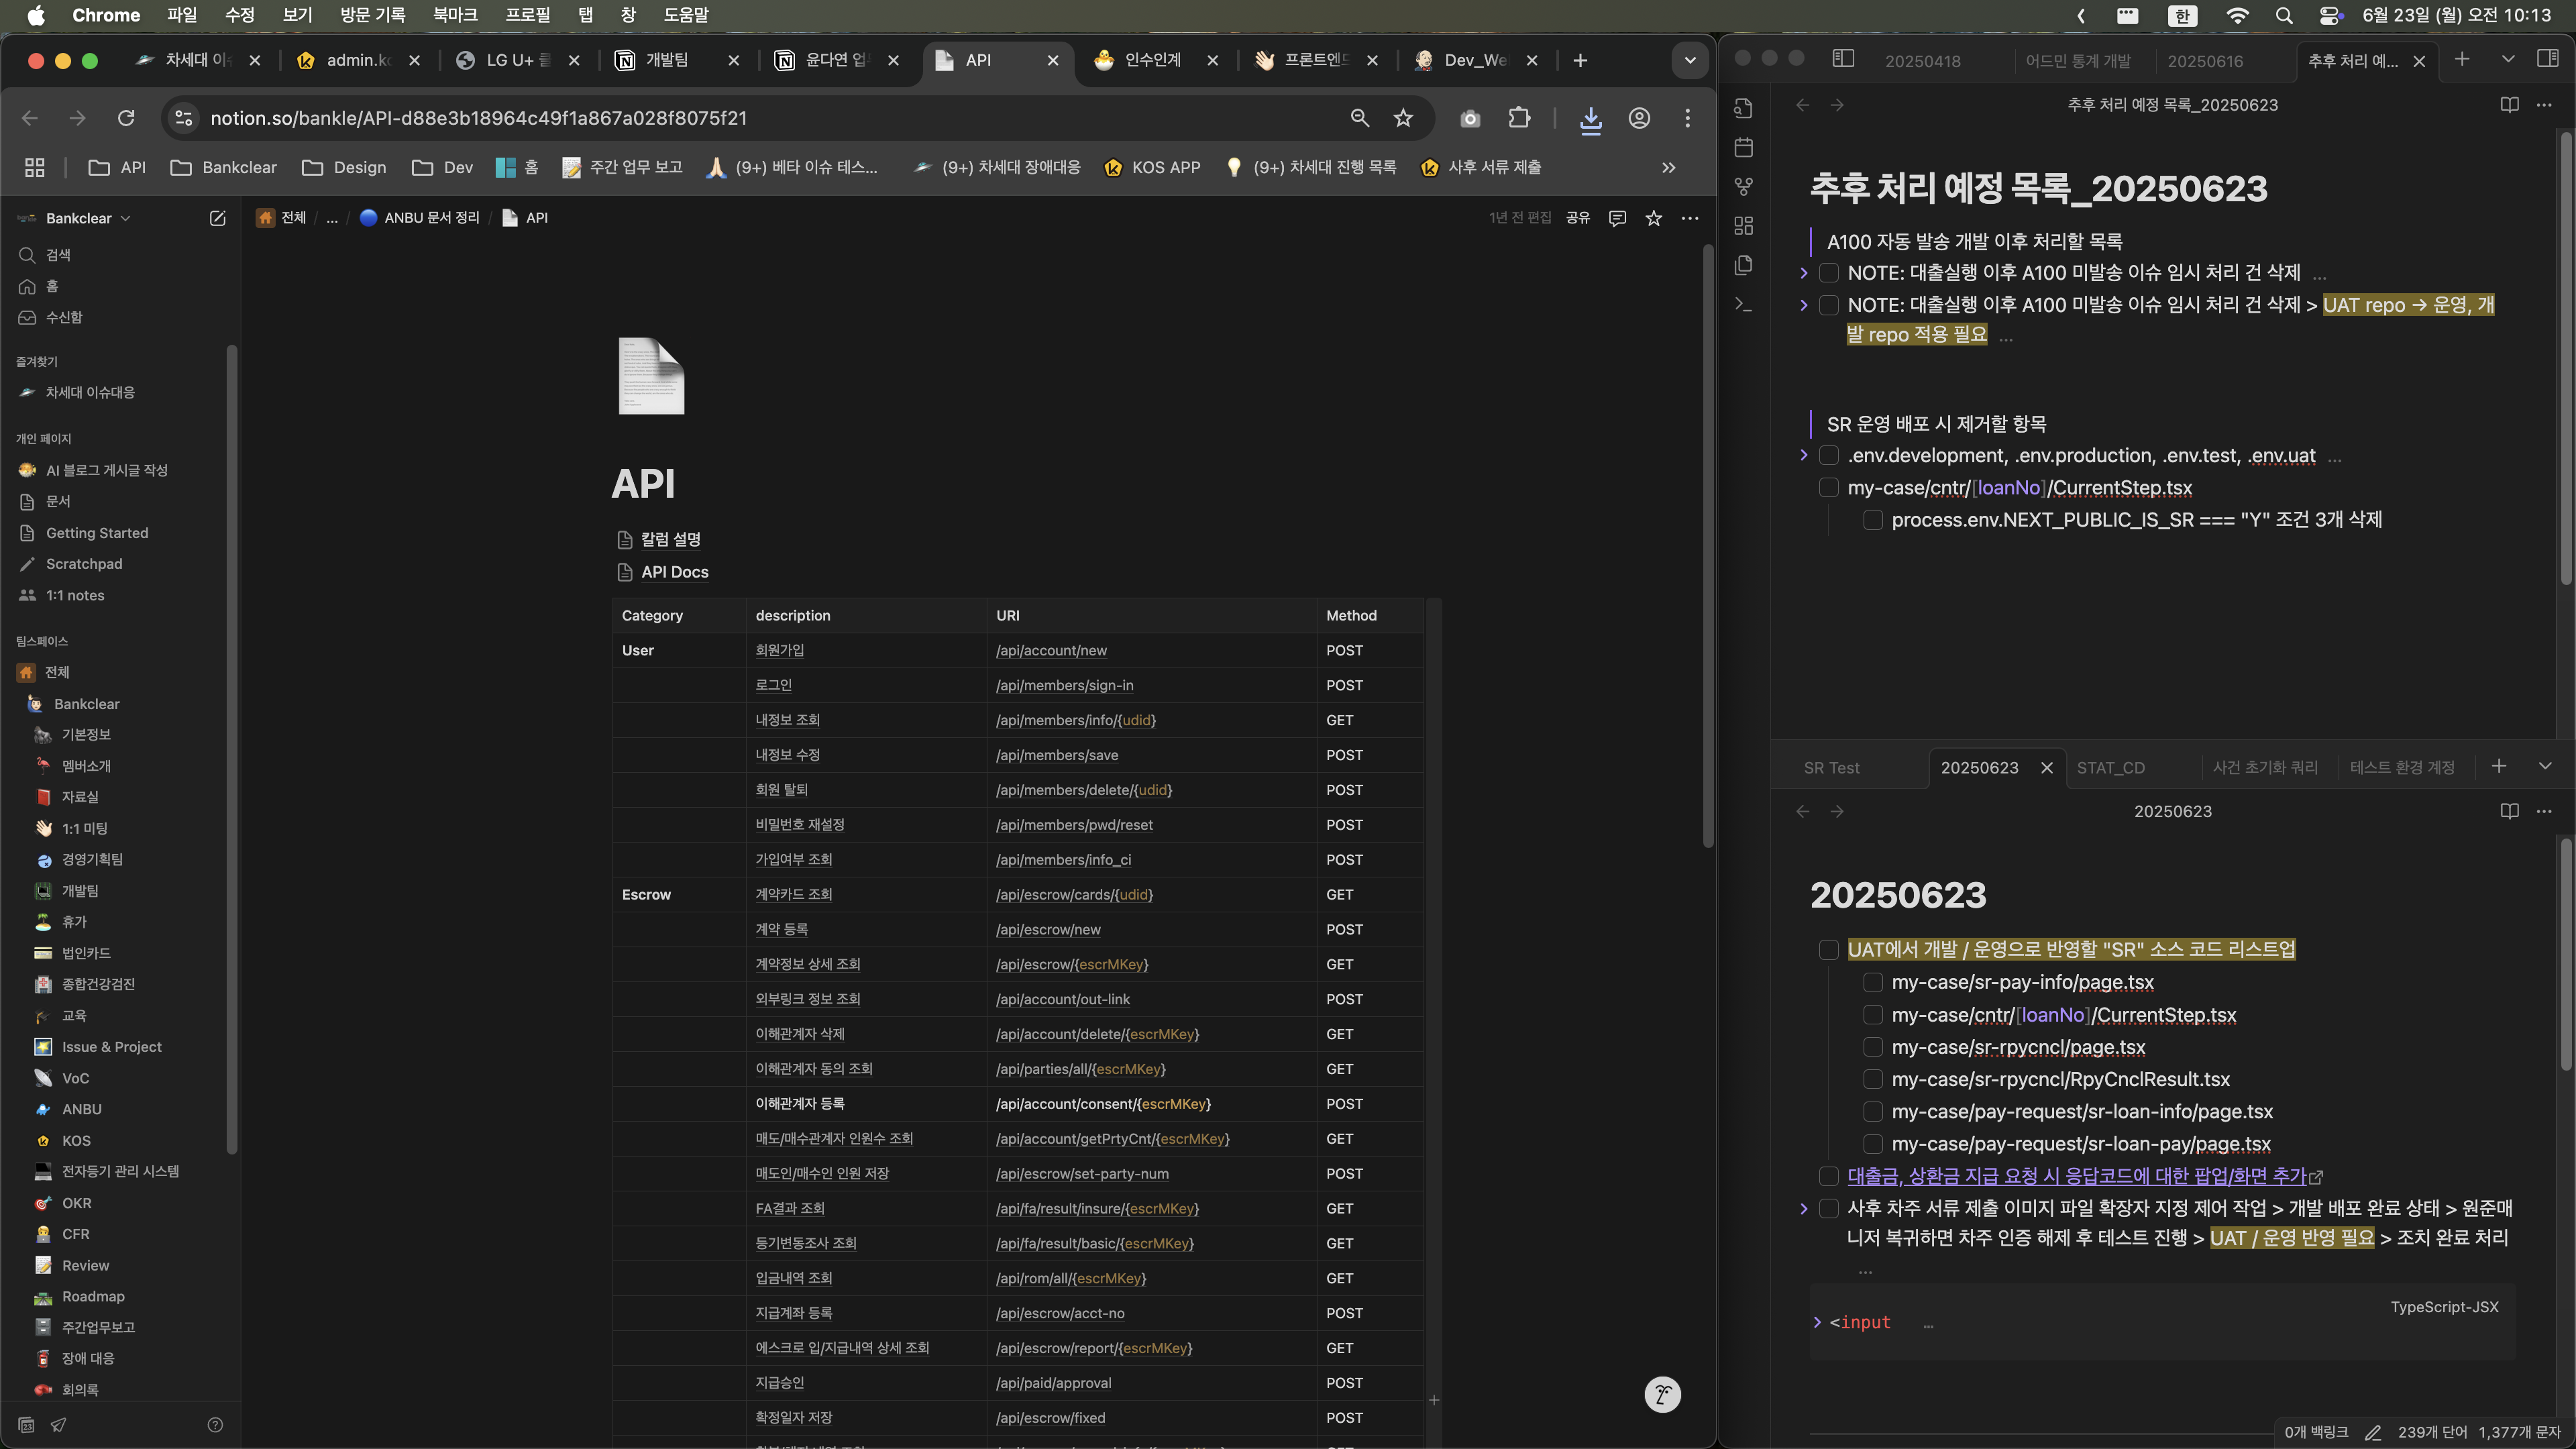 Chrome 파일 수정 보기 방문 기록 북마크 프로필 탭 창 도움말
한 6월 23일 (월) 오전 10:13
차세대 이 admin.k LG U+ 개발팀 윤다연 업 API 인수인계 프론트엔드 Dev_We
notion.so/bankle/API-d88e3b18964c49f1a867a028f8075f21
API Bankclear Design Dev 홈 주간 업무 보고 (9+) 베타 이슈 테스... (9+) 차세대 장애대응 KOS APP (9+) 차세대 진행 목록 사후 서류 제출
Bankclear
검색
홈
수신함
즐겨찾기
차세대 이슈대응
개인 페이지
AI 블로그 게시글 작성
문서
Getting Started
Scratchpad
1:1 notes
팀스페이스
전체
Bankclear
기본정보
멤버소개
자료실
1:1 미팅
경영기획팀
개발팀
휴가
법인카드
종합건강검진
교육
Issue & Project
VoC
ANBU
KOS
전자등기 관리 시스템
OKR
CFR
Review
Roadmap
주간업무보고
장애 대응
회의록
전체 / ... / ANBU 문서 정리 / API
1년 전 편집 공유
API
칼럼 설명
API Docs
Category description URI Method
User 회원가입 /api/account/new POST
로그인 /api/members/sign-in POST
내정보 조회 /api/members/info/{udid} GET
내정보 수정 /api/members/save POST
회원 탈퇴 /api/members/delete/{udid} POST
비밀번호 재설정 /api/members/pwd/reset POST
가입여부 조회 /api/members/info_ci POST
Escrow 계약카드 조회 /api/escrow/cards/{udid} GET
계약 등록 /api/escrow/new POST
계약정보 상세 조회 /api/escrow/{escrMKey} GET
외부링크 정보 조회 /api/account/out-link POST
이해관계자 삭제 /api/account/delete/{escrMKey} GET
이해관계자 동의 조회 /api/parties/all/{escrMKey} GET
이해관계자 등록 /api/account/consent/{escrMKey} POST
매도/매수관계자 인원수 조회 /api/account/getPrtyCnt/{escrMKey} GET
매도인/매수인 인원 저장 /api/escrow/set-party-num POST
FA결과 조회 /api/fa/result/insure/{escrMKey} GET
등기변동조사 조회 /api/fa/result/basic/{escrMKey} GET
입금내역 조회 /api/rom/all/{escrMKey} GET
지급계좌 등록 /api/escrow/acct-no POST
에스크로 입/지급내역 상세 조회 /api/escrow/report/{escrMKey} GET
지급승인 /api/paid/approval POST
확정일자 저장 /api/escrow/fixed POST
20250418 어드민 통계 개발 20250616 추후 처리 예...
추후 처리 예정 목록_20250623
추후 처리 예정 목록_20250623
A100 자동 발송 개발 이후 처리할 목록
NOTE: 대출실행 이후 A100 미발송 이슈 임시 처리 건 삭제 ...
NOTE: 대출실행 이후 A100 미발송 이슈 임시 처리 건 삭제 > UAT repo → 운영, 개
발 repo 적용 필요 ...
SR 운영 배포 시 제거할 항목
.env.development, .env.production, .env.test, .env.uat ...
my-case/cntr/[loanNo]/CurrentStep.tsx
process.env.NEXT_PUBLIC_IS_SR === "Y" 조건 3개 삭제
SR Test 20250623 STAT_CD 사건 초기화 쿼리 테스트 환경 계정
20250623
20250623
UAT에서 개발 / 운영으로 반영할 "SR" 소스 코드 리스트업
my-case/sr-pay-info/page.tsx
my-case/cntr/[loanNo]/CurrentStep.tsx
my-case/sr-rpycncl/page.tsx
my-case/sr-rpycncl/RpyCnclResult.tsx
my-case/pay-request/sr-loan-info/page.tsx
my-case/pay-request/sr-loan-pay/page.tsx
대출금, 상환금 지급 요청 시 응답코드에 대한 팝업/화면 추가
사후 차주 서류 제출 이미지 파일 확장자 지정 제어 작업 > 개발 배포 완료 상태 > 원준매
니저 복귀하면 차주 인증 해제 후 테스트 진행 > UAT / 운영 반영 필요 > 조치 완료 처리
...
TypeScript-JSX
<input ...
0개 백링크 239개 단어 1,377개 문자